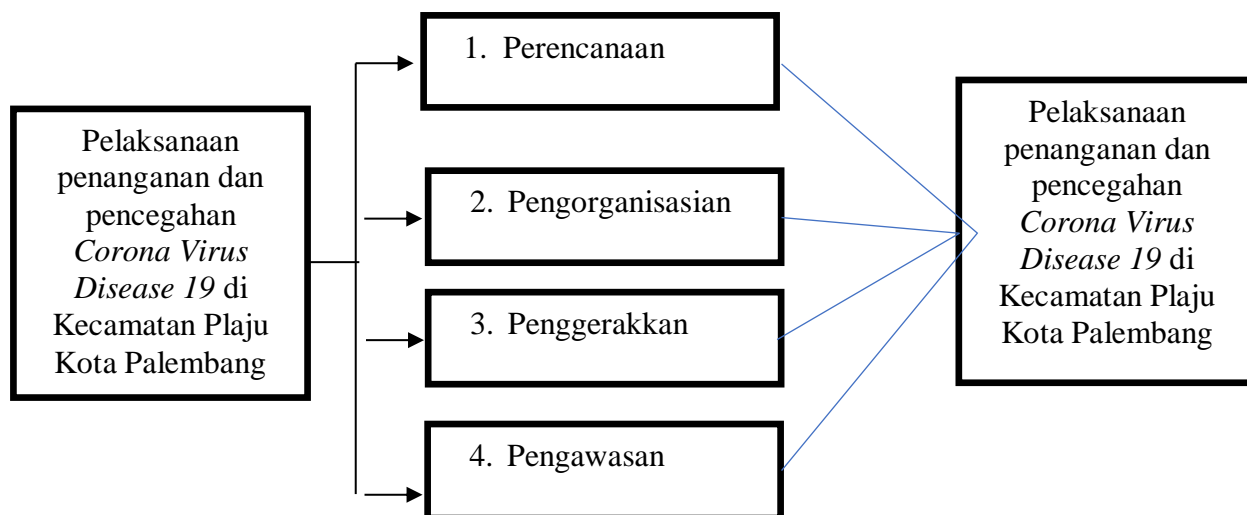 Pelaksanaan
penanganan dan
pencegahan
Corona Virus
Disease 19 di
Kecamatan Plaju
Kota Palembang
1. Perencanaan
2. Pengorganisasian
3. Penggerakkan
4. Pengawasan
Pelaksanaan
penanganan dan
pencegahan
Corona Virus
Disease 19 di
Kecamatan Plaju
Kota Palembang